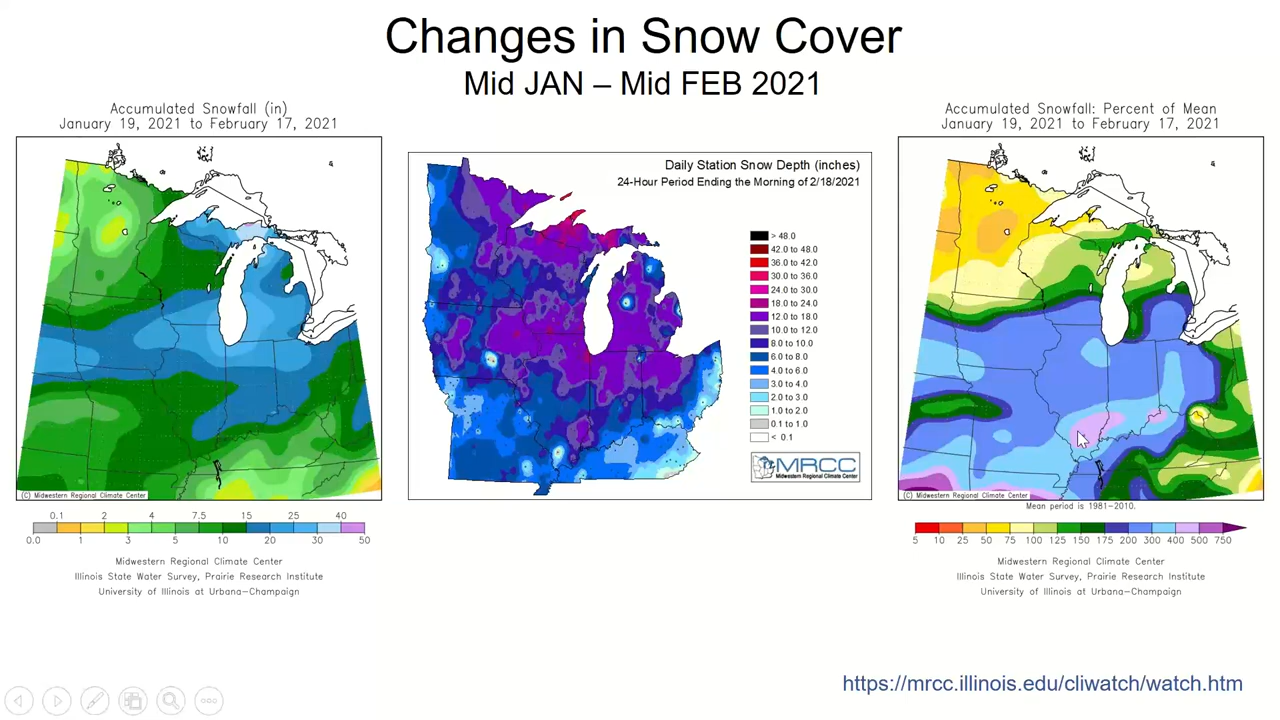 Changes in Snow Cover
Mid JAN – Mid FEB 2021
Accumulated Snowfall (in)
January 19, 2021 to February 17, 2021
(C) Midwestern Regional Climate Center
0.1 2 4 7.5 15 25 40
0.0 1 3 5 10 20 30 50
Midwestern Regional Climate Center
Illinois State Water Survey, Prairie Research Institute
University of Illinois at Urbana-Champaign
Daily Station Snow Depth (inches)
24-Hour Period Ending the Morning of 2/18/2021
> 48.0
42.0 to 48.0
36.0 to 42.0
30.0 to 36.0
24.0 to 30.0
18.0 to 24.0
12.0 to 18.0
10.0 to 12.0
8.0 to 10.0
6.0 to 8.0
4.0 to 6.0
3.0 to 4.0
2.0 to 3.0
1.0 to 2.0
0.1 to 1.0
< 0.1
MRCC
Midwestern Regional Climate Center
Accumulated Snowfall: Percent of Mean
January 19, 2021 to February 17, 2021
(C) Midwestern Regional Climate Center
Mean period is 1981-2010.
5 10 25 50 75 100 125 150 175 200 300 400 500 750
Midwestern Regional Climate Center
Illinois State Water Survey, Prairie Research Institute
University of Illinois at Urbana-Champaign
https://mrcc.illinois.edu/cliwatch/watch.htm